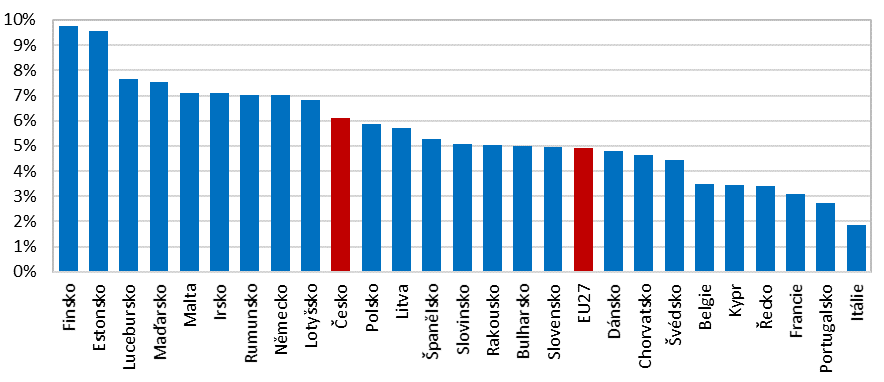 10%
9%
8%
7%
6%
5%
4%
3%
2%
1%
0%
Finsko
Estonsko
Lucebursko
Maďarsko
Malta
Irsko
Rumunsko
Německo
Lotyšsko
Česko
Polsko
Litva
Španělsko
Slovinsko
Rakousko
Bulharsko
Slovensko
EU27
Dánsko
Chorvatsko
Švédsko
Belgie
Kypr
Řecko
Francie
Portugalsko
Itálie